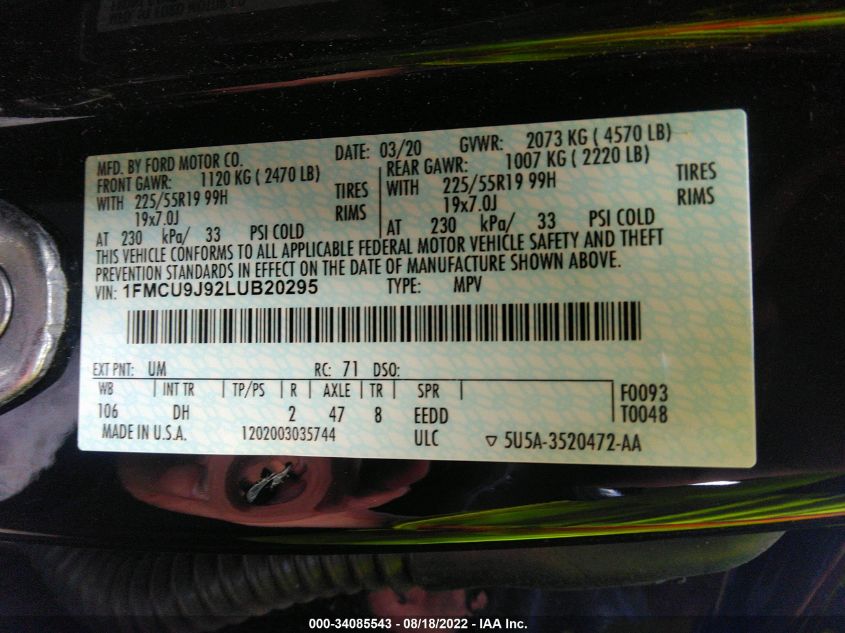 MFD. BY FORD MOTOR CO. DATE: 03/20 GVWR: 2073 KG ( 4570 LB)
FRONT GAWR: 1120 KG ( 2470 LB) REAR GAWR: 1007 KG ( 2220 LB)
WITH 225/55R19 99H TIRES WITH 225/55R19 99H TIRES
19x7.0J RIMS 19x7.0J RIMS
AT 230 kPa/ 33 PSI COLD AT 230 kPa/ 33 PSI COLD
THIS VEHICLE CONFORMS TO ALL APPLICABLE FEDERAL MOTOR VEHICLE SAFETY AND THEFT
PREVENTION STANDARDS IN EFFECT ON THE DATE OF MANUFACTURE SHOWN ABOVE.
VIN: 1FMCU9J92LUB20295 TYPE: MPV
EXT PNT: UM RC: 71 DSO:
WB INT TR TP/PS R AXLE TR SPR F0093
106 DH 2 47 8 EEDD T0048
MADE IN U.S.A. 1202003035744 ULC ▽ 5U5A-3520472-AA
000-34085543 - 08/18/2022 - IAA Inc.